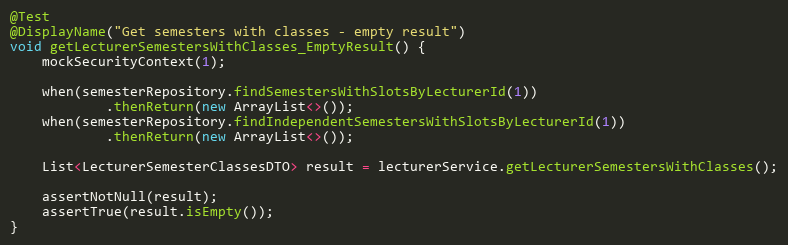 @Test
@DisplayName("Get semesters with classes - empty result")
void getLecturerSemestersWithClasses_EmptyResult() {
    mockSecurityContext(1);

    when(semesterRepository.findSemestersWithSlotsByLecturerId(1))
            .thenReturn(new ArrayList<>());
    when(semesterRepository.findIndependentSemestersWithSlotsByLecturerId(1))
            .thenReturn(new ArrayList<>());

    List<LecturerSemesterClassesDTO> result = lecturerService.getLecturerSemestersWithClasses();

    assertNotNull(result);
    assertTrue(result.isEmpty());
}